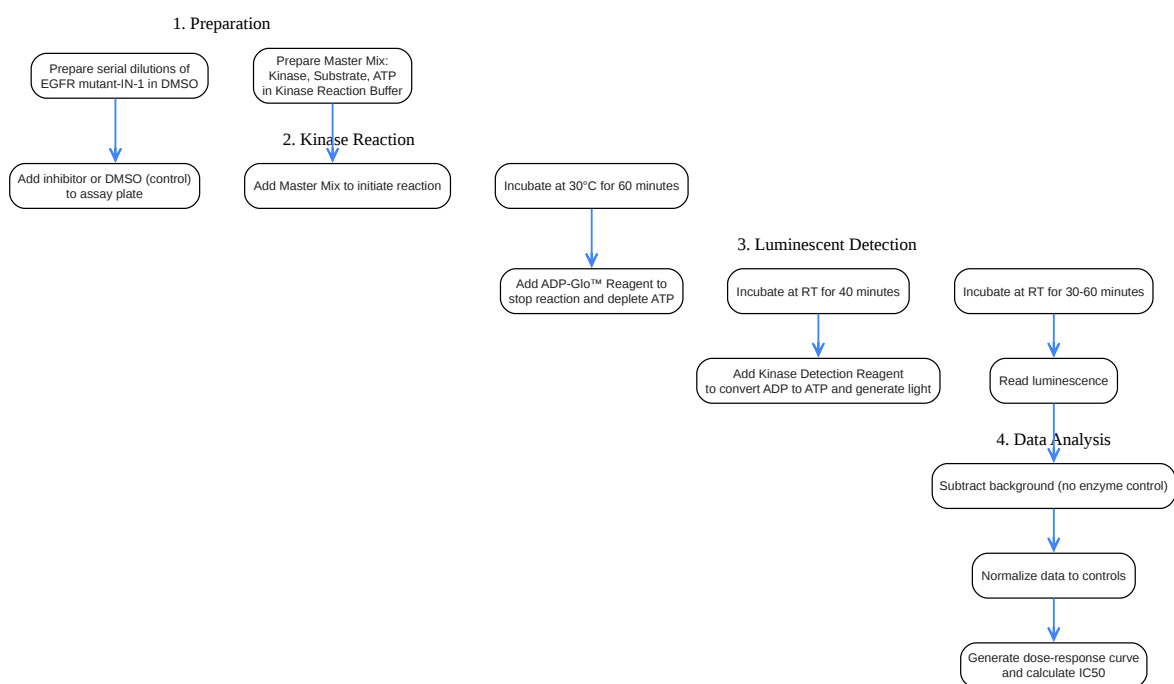 1. Preparation
Prepare serial dilutions of
EGFR mutant-IN-1 in DMSO
Prepare Master Mix:
Kinase, Substrate, ATP
in Kinase Reaction Buffer
2. Kinase Reaction
Add inhibitor or DMSO (control)
to assay plate
Add Master Mix to initiate reaction
Incubate at 30°C for 60 minutes
Add ADP-Glo™ Reagent to
stop reaction and deplete ATP
3. Luminescent Detection
Incubate at RT for 40 minutes
Incubate at RT for 30-60 minutes
Add Kinase Detection Reagent
to convert ADP to ATP and generate light
Read luminescence
4. Data Analysis
Subtract background (no enzyme control)
Normalize data to controls
Generate dose-response curve
and calculate IC50